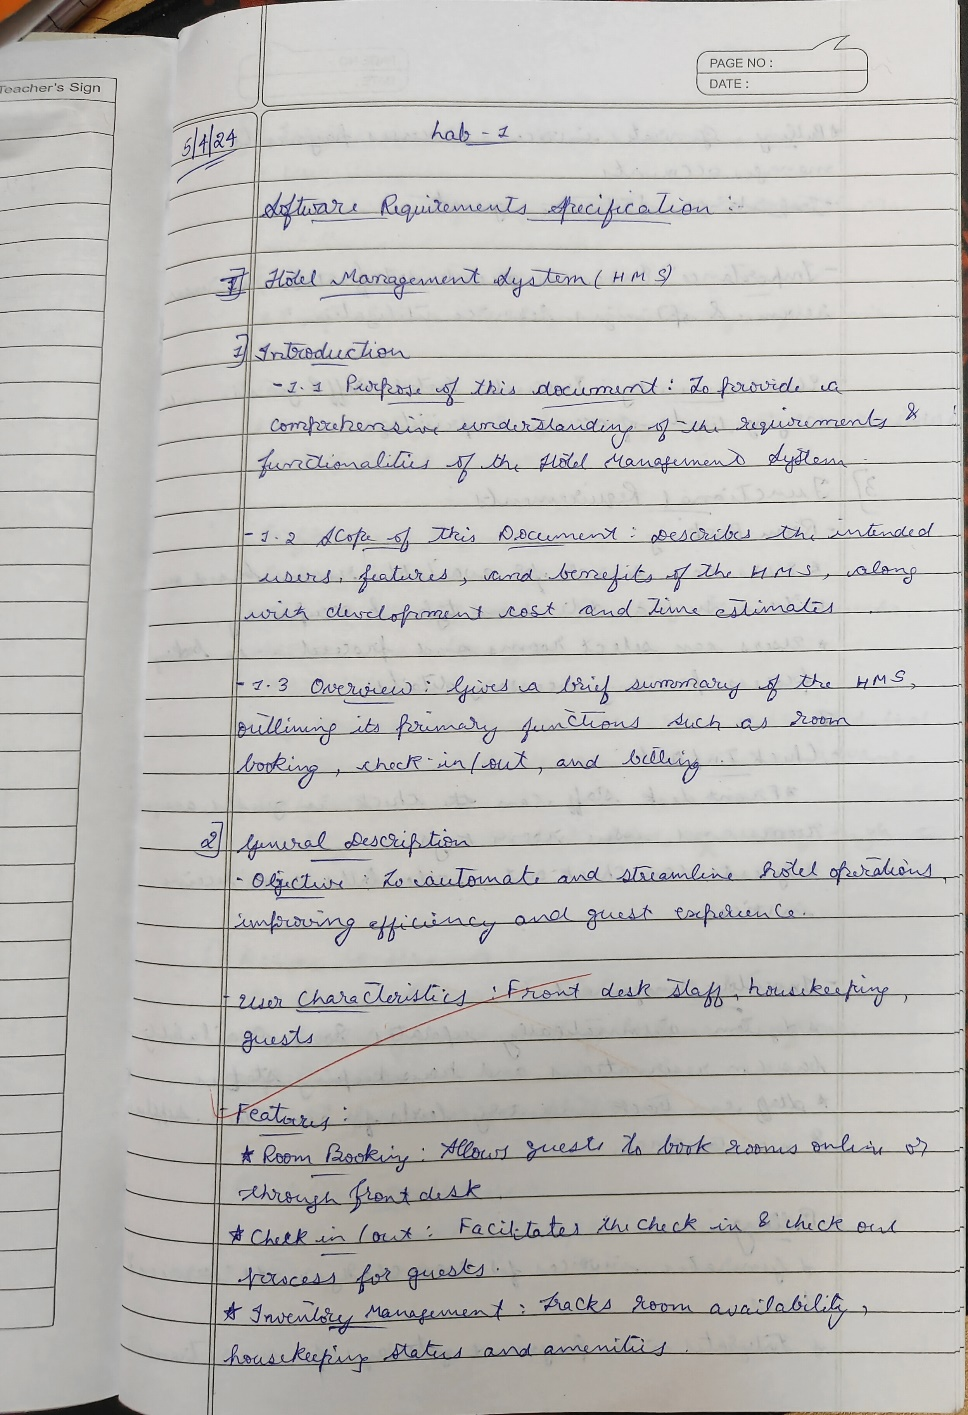 Teacher's Sign
PAGE NO :
DATE :
5/4/24
Lab - 1
Software Requirements Specification :-
I] Hotel Management System (HMS)
1] Introduction
- 1.1 Purpose of this document : To provide a
comprehensive understanding of the requirements &
functionalities of the Hotel Management System.
- 1.2 Scope of this Document : Describes the intended
users, features, and benefits of the HMS, along
with development cost and time estimates.
- 1.3 Overview : Gives a brief summary of the HMS,
outlining its primary functions such as room
booking, check-in/out, and billing.
2] General Description
- Objective : To automate and streamline hotel operations,
improving efficiency and guest experience.
- User Characteristics : Front desk staff, housekeeping,
guests
- Features :
* Room Booking : Allows guests to book rooms online or
through front desk
* Check in/out : Facilitates the check in & check out
process for guests.
* Inventory Management : Tracks room availability,
housekeeping status and amenities.